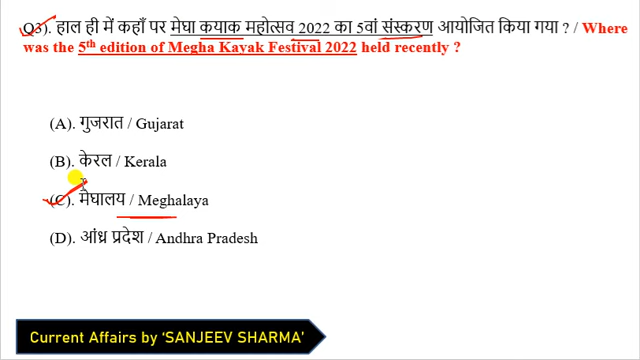 Q3). हाल ही में कहाँ पर मेघा कयाक महोत्सव 2022 का 5वां संस्करण आयोजित किया गया ? / Where
was the 5th edition of Megha Kayak Festival 2022 held recently ?
(A). गुजरात / Gujarat
(B). केरल / Kerala
(C). मेघालय / Meghalaya
(D). आंध्र प्रदेश / Andhra Pradesh
Current Affairs by 'SANJEEV SHARMA'